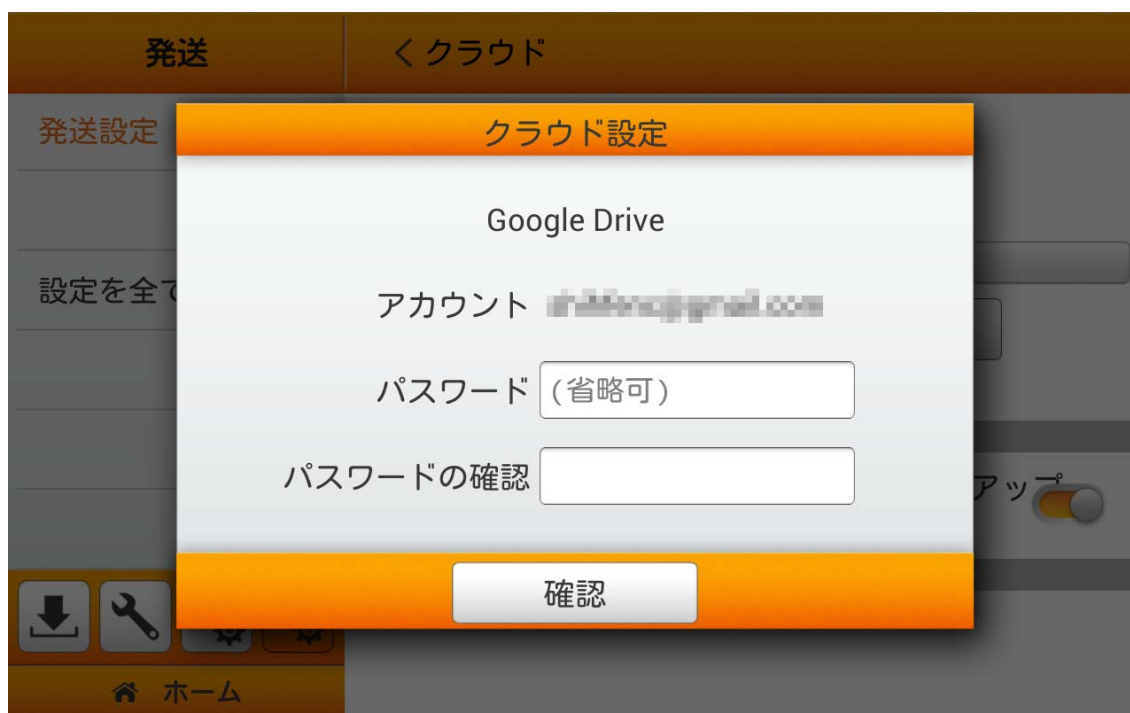 発送
く クラウド
発送設定
クラウド設定
Google Drive
設定を全て
アカウント
パスワード (省略可)
パスワードの確認
アップ
確認
ホーム